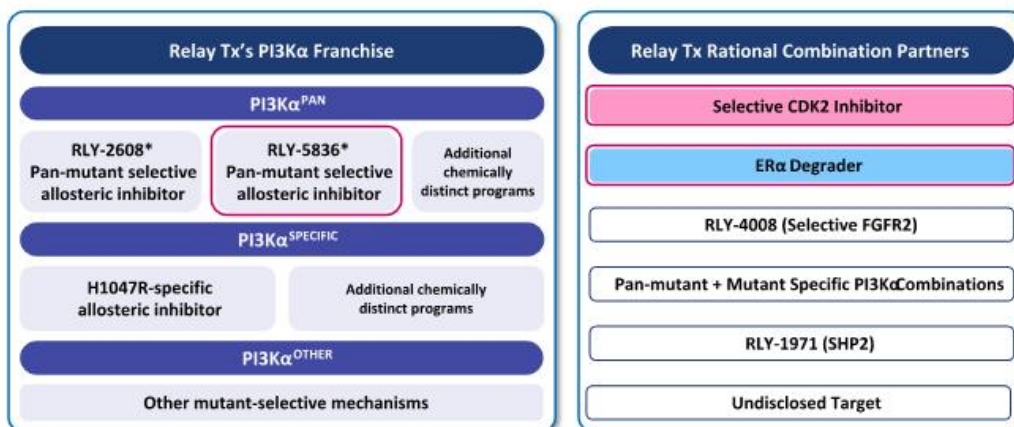 Relay Tx's PI3Kα Franchise
PI3Kα^PAN
RLY-2608*
Pan-mutant selective
allosteric inhibitor
RLY-5836*
Pan-mutant selective
allosteric inhibitor
Additional
chemically
distinct programs
PI3Kα^SPECIFIC
H1047R-specific
allosteric inhibitor
Additional chemically
distinct programs
PI3Kα^OTHER
Other mutant-selective mechanisms
Relay Tx Rational Combination Partners
Selective CDK2 Inhibitor
ERα Degrader
RLY-4008 (Selective FGFR2)
Pan-mutant + Mutant Specific PI3KαCombinations
RLY-1971 (SHP2)
Undisclosed Target